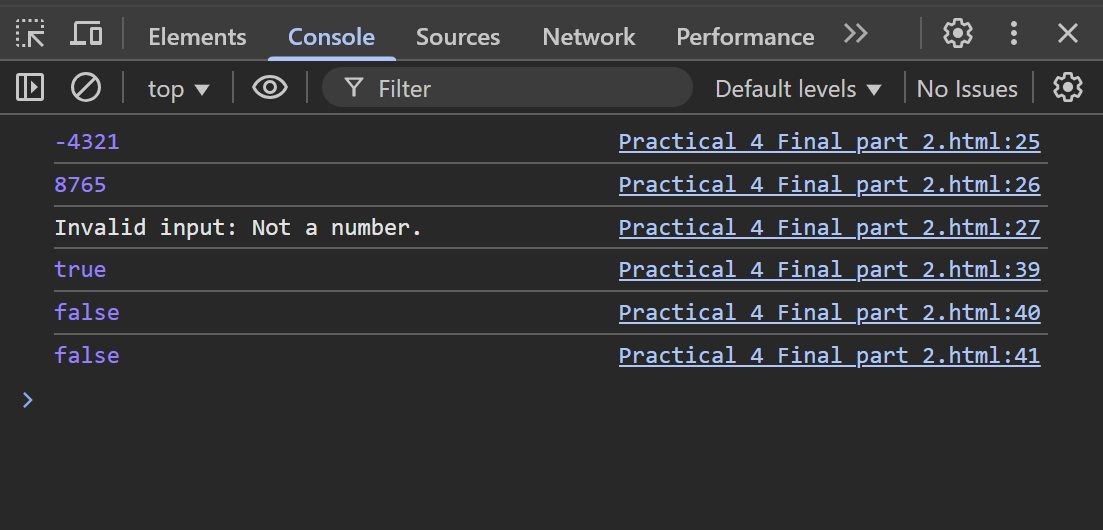 Elements Console Sources Network Performance
top Filter Default levels No Issues
-4321 Practical 4 Final part 2.html:25
8765 Practical 4 Final part 2.html:26
Invalid input: Not a number. Practical 4 Final part 2.html:27
true Practical 4 Final part 2.html:39
false Practical 4 Final part 2.html:40
false Practical 4 Final part 2.html:41